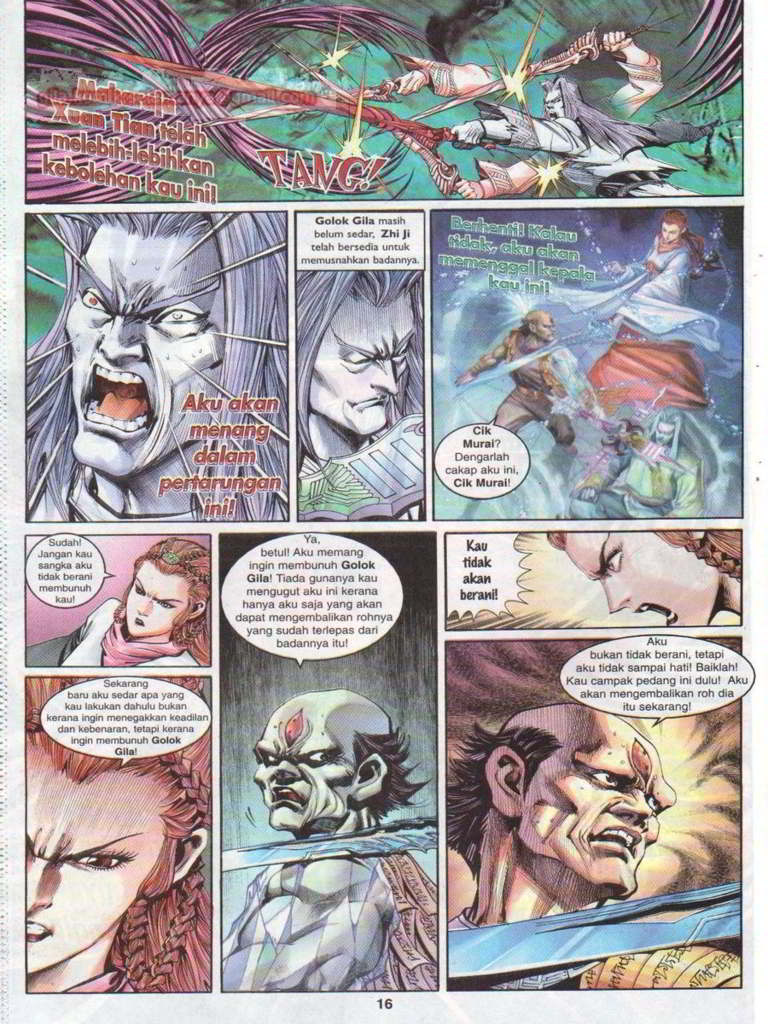 Maharaja
Xuan Tian telah
melebih-lebihkan
kebolehan kau ini!
TANG!
Aku akan
menang
dalam
pertarungan
ini!
Golok Gila masih
belum sedar, Zhi Ji
telah bersedia untuk
memusnahkan badannya.
Berhenti! Kalau
tidak, aku akan
memenggal kepala
kau ini!
Cik
Murai?
Dengarlah
cakap aku ini,
Cik Murai!
Sudah!
Jangan kau
sangka aku
tidak berani
membunuh
kau!
Sekarang
baru aku sedar apa yang
kau lakukan dahulu bukan
kerana ingin menegakkan keadilan
dan kebenaran, tetapi kerana
ingin membunuh Golok
Gila!
Ya,
betul! Aku memang
ingin membunuh Golok
Gila! Tiada gunanya kau
mengugut aku ini kerana
hanya aku saja yang akan
dapat mengembalikan rohnya
yang sudah terlepas dari
badannya itu!
Kau
tidak
akan
berani!
Aku
bukan tidak berani, tetapi
aku tidak sampai hati! Baiklah!
Kau campak pedang ini dulu! Aku
akan mengembalikan roh dia
itu sekarang!
16